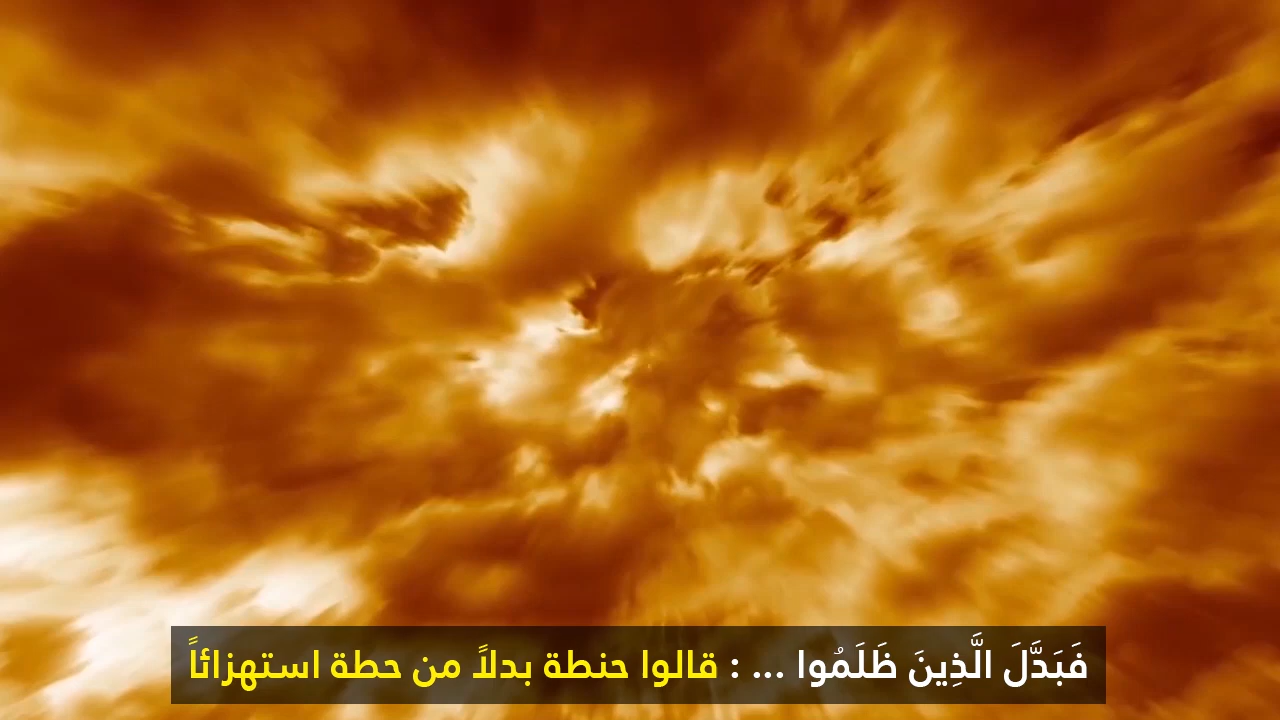 فَبَدَّلَ الَّذِينَ ظَلَمُوا ... : قالوا حنطة بدلاً من حطة استهزائاً